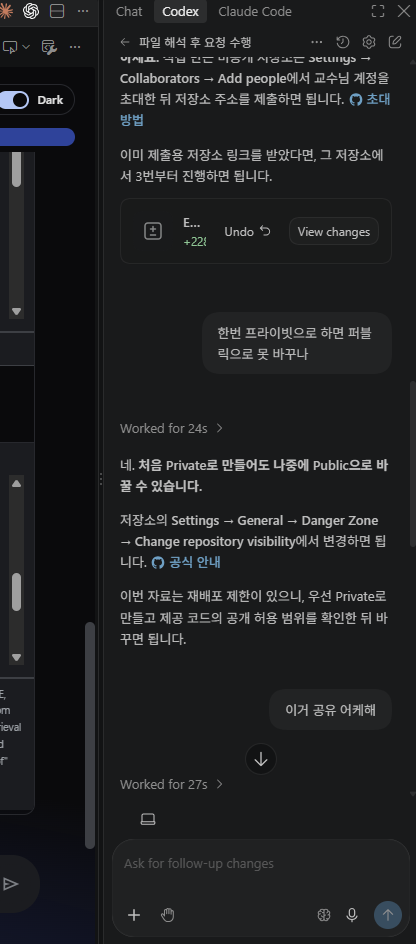 Chat Codex Claude Code
Dark
파일 해석 후 요청 수행
Collaborators → Add people에서 교수님 계정을
초대한 뒤 저장소 주소를 제출하면 됩니다. 초대
방법
이미 제출용 저장소 링크를 받았다면, 그 저장소에
서 3번부터 진행하면 됩니다.
E...
+228
Undo
View changes
한번 프라이빗으로 하면 퍼블
릭으로 못 바꾸나
Worked for 24s
네. 처음 Private로 만들어도 나중에 Public으로 바
꿀 수 있습니다.
저장소의 Settings → General → Danger Zone
→ Change repository visibility에서 변경하면 됩
니다. 공식 안내
이번 자료는 재배포 제한이 있으니, 우선 Private로
만들고 제공 코드의 공개 허용 범위를 확인한 뒤 바
꾸면 됩니다.
이거 공유 어케해
Worked for 27s
Ask for follow-up changes